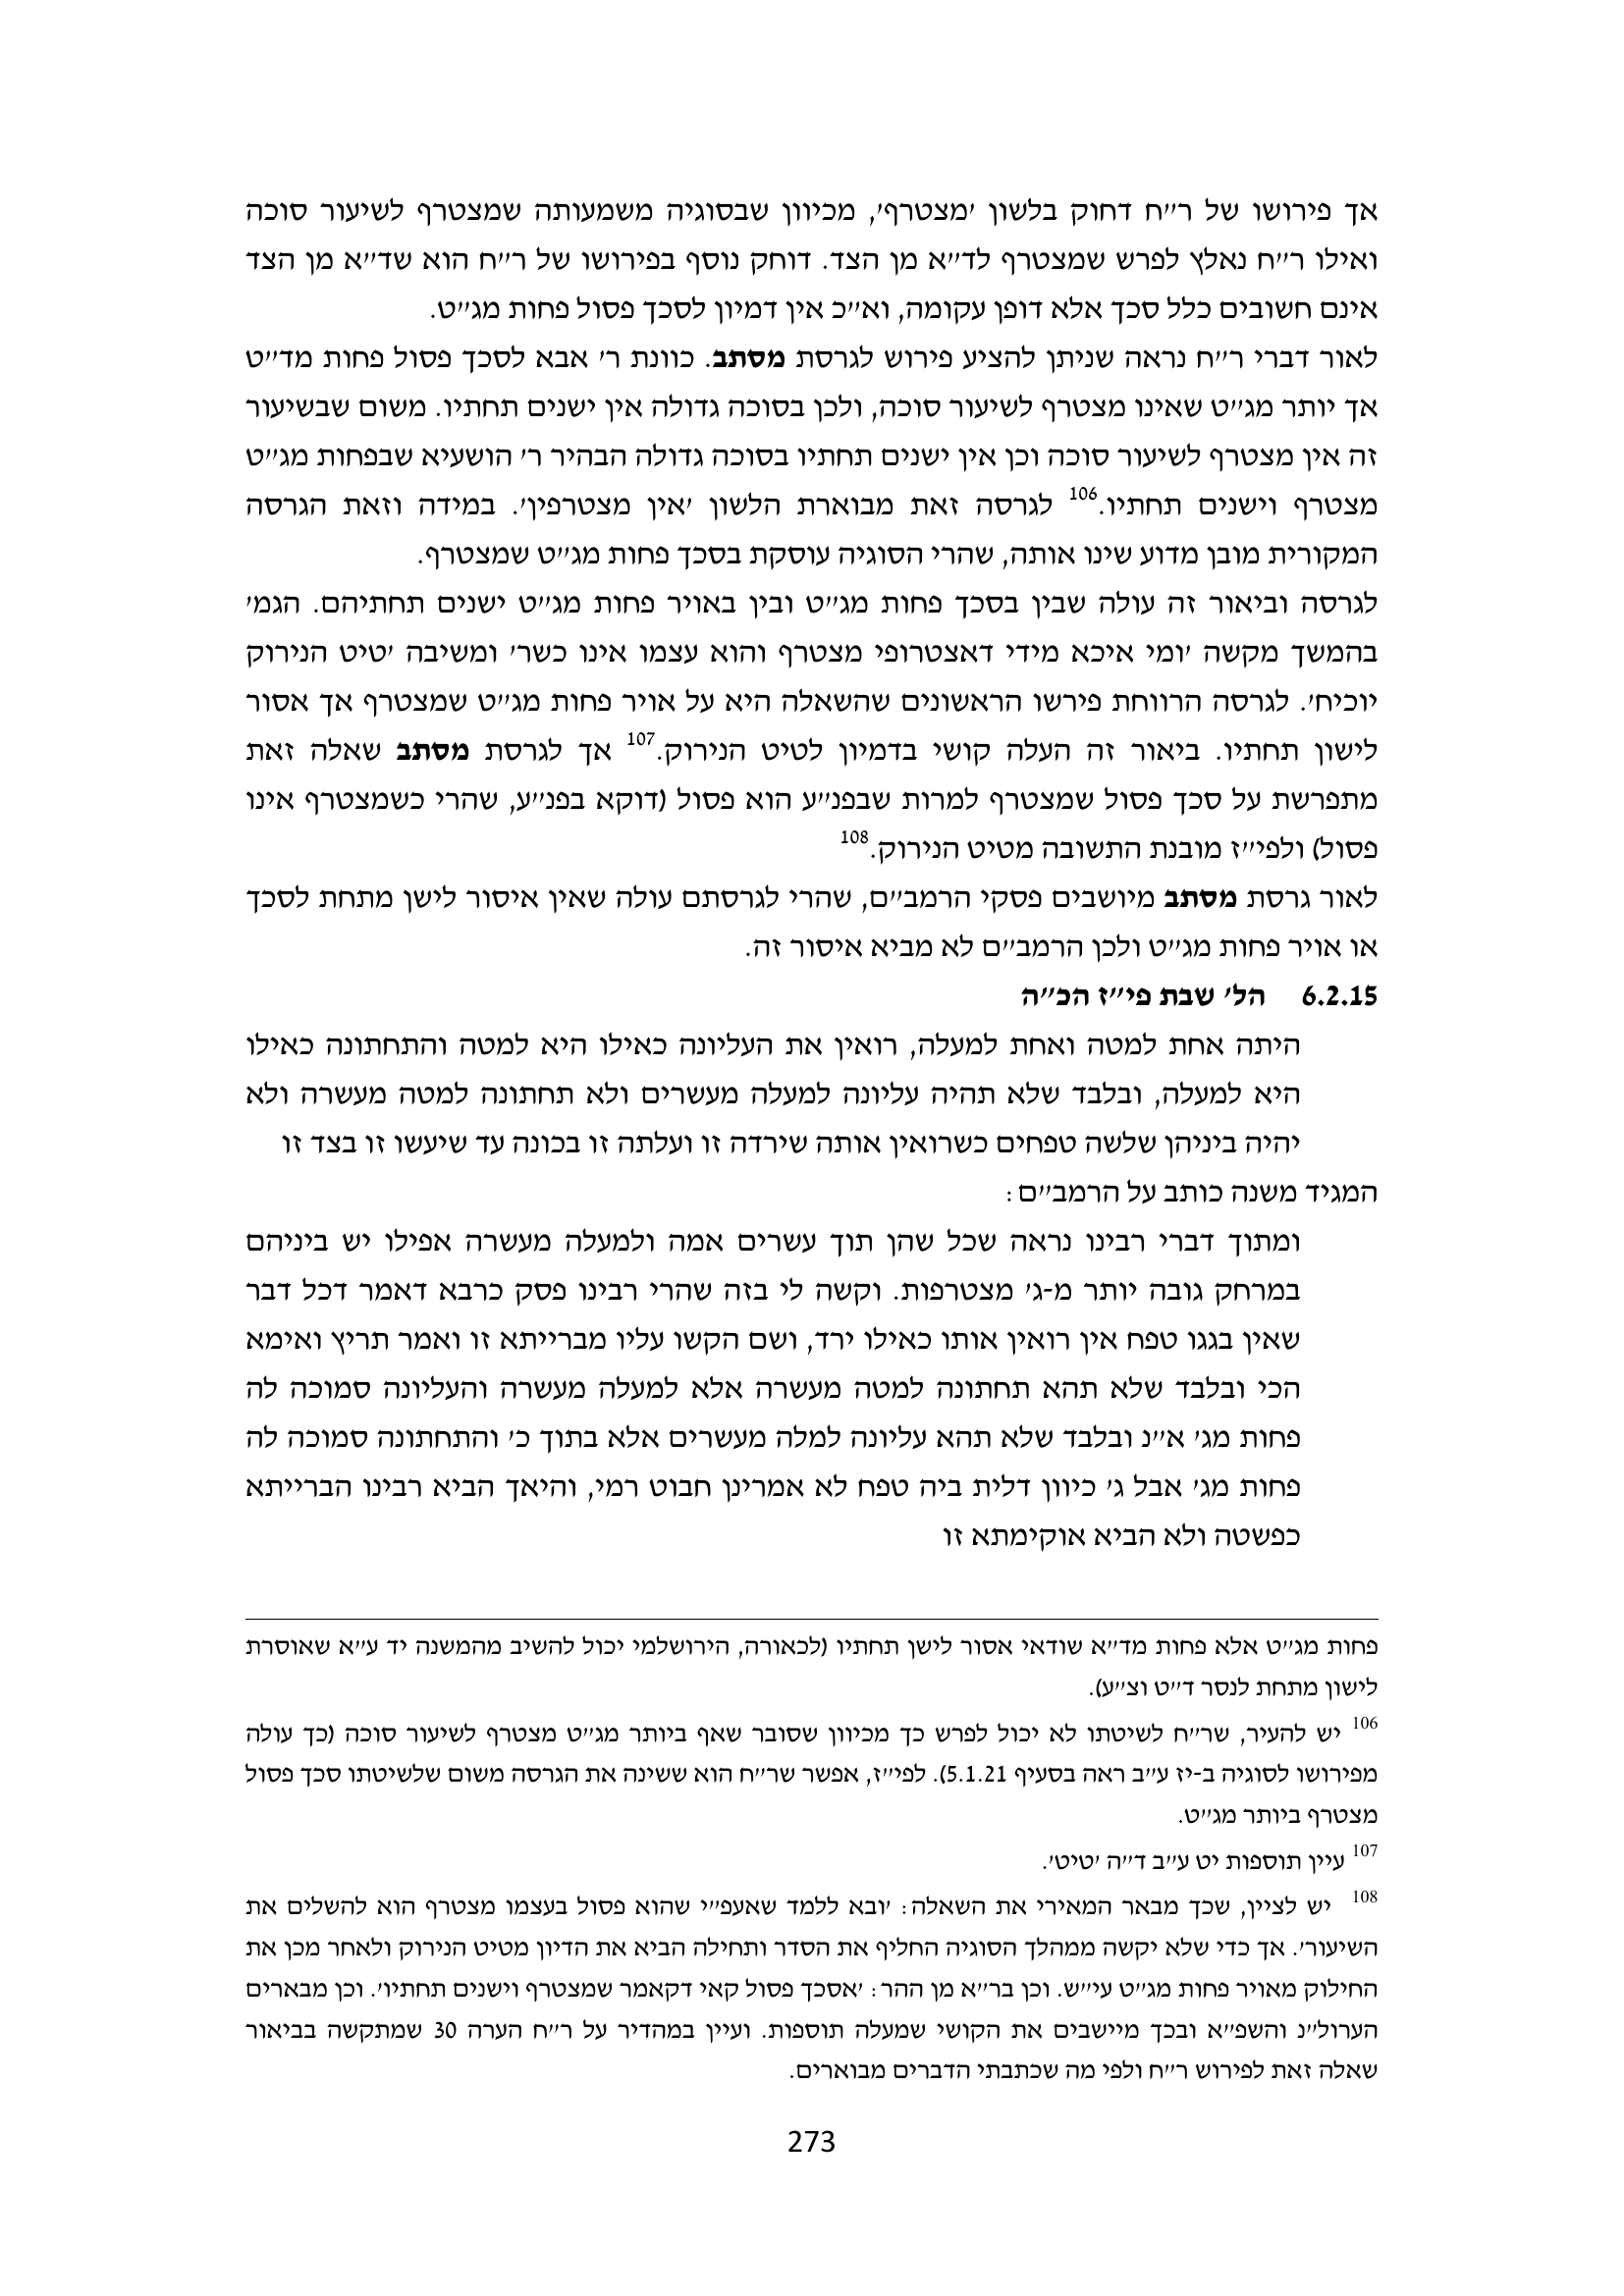 אך פירושו של ר״ח דחוק בלשון ׳מצטרף׳, מכיוון שבסוגיה משמעותה שמצטרף לשיעור סוכה
ואילו ר״ח נאלץ לפרש שמצטרף לד״א מן הצד. דוחק נוסף בפירושו של ר״ח הוא שד״א מן הצד
אינם חשובים כלל סכך אלא דופן עקומה, וא״כ אין דמיון לסכך פסול פחות מג״ט.
לאור דברי ר״ח נראה שניתן להציע פירוש לגרסת מסתב. כוונת ר׳ אבא לסכך פסול פחות מד״ט
אך יותר מג״ט שאינו מצטרף לשיעור סוכה, ולכן בסוכה גדולה אין ישנים תחתיו. משום שבשיעור
זה אין מצטרף לשיעור סוכה וכן אין ישנים תחתיו בסוכה גדולה הבהיר ר׳ הושעיא שבפחות מג״ט
מצטרף וישנים תחתיו.106 לגרסה זאת מבוארת הלשון ׳אין מצטרפין׳. במידה וזאת הגרסה
המקורית מובן מדוע שינו אותה, שהרי הסוגיה עוסקת בסכך פחות מג״ט שמצטרף.
לגרסה וביאור זה עולה שבין בסכך פחות מג״ט ובין באויר פחות מג״ט ישנים תחתיהם. הגמ׳
בהמשך מקשה ׳ומי איכא מידי דאצטרופי מצטרף והוא עצמו אינו כשר׳ ומשיבה ׳טיט הנירוק
יוכיח׳. לגרסה הרווחת פירשו הראשונים שהשאלה היא על אויר פחות מג״ט שמצטרף אך אסור
לישון תחתיו. ביאור זה העלה קושי בדמיון לטיט הנירוק.107 אך לגרסת מסתב שאלה זאת
מתפרשת על סכך פסול שמצטרף למרות שבפנ״ע הוא פסול (דוקא בפנ״ע, שהרי כשמצטרף אינו
פסול) ולפי״ז מובנת התשובה מטיט הנירוק.108
לאור גרסת מסתב מיושבים פסקי הרמב״ם, שהרי לגרסתם עולה שאין איסור לישן מתחת לסכך
או אויר פחות מג״ט ולכן הרמב״ם לא מביא איסור זה.
6.2.15 הל׳ שבת פי״ז הכ״ה
היתה אחת למטה ואחת למעלה, רואין את העליונה כאילו היא למטה והתחתונה כאילו
היא למעלה, ובלבד שלא תהיה עליונה למעלה מעשרים ולא תחתונה למטה מעשרה ולא
יהיה ביניהן שלשה טפחים כשרואין אותה שירדה זו ועלתה זו בכונה עד שיעשו זו בצד זו
המגיד משנה כותב על הרמב״ם:
ומתוך דברי רבינו נראה שכל שהן תוך עשרים אמה ולמעלה מעשרה אפילו יש ביניהם
במרחק גובה יותר מ-ג׳ מצטרפות. וקשה לי בזה שהרי רבינו פסק כרבא דאמר דכל דבר
שאין בגגו טפח אין רואין אותו כאילו ירד, ושם הקשו עליו מברייתא זו ואמר תריץ ואימא
הכי ובלבד שלא תהא תחתונה למטה מעשרה אלא למעלה מעשרה והעליונה סמוכה לה
פחות מג׳ א״נ ובלבד שלא תהא עליונה למלה מעשרים אלא בתוך כ׳ והתחתונה סמוכה לה
פחות מג׳ אבל ג׳ כיוון דלית ביה טפח לא אמרינן חבוט רמי, והיאך הביא רבינו הברייתא
כפשטה ולא הביא אוקימתא זו
פחות מג״ט אלא פחות מד״א שודאי אסור לישן תחתיו (לכאורה, הירושלמי יכול להשיב מהמשנה יד ע״א שאוסרת
לישון מתחת לנסר ד״ט וצ״ע).
106 יש להעיר, שר״ח לשיטתו לא יכול לפרש כך מכיוון שסובר שאף ביותר מג״ט מצטרף לשיעור סוכה (כך עולה
מפירושו לסוגיה ב-יז ע״ב ראה בסעיף 5.1.21). לפי״ז, אפשר שר״ח הוא ששינה את הגרסה משום שלשיטתו סכך פסול
מצטרף ביותר מג״ט.
107 עיין תוספות יט ע״ב ד״ה ׳טיט׳.
108 יש לציין, שכך מבאר המאירי את השאלה: ׳ובא ללמד שאעפ״י שהוא פסול בעצמו מצטרף הוא להשלים את
השיעור׳. אך כדי שלא יקשה ממהלך הסוגיה החליף את הסדר ותחילה הביא את הדיון מטיט הנירוק ולאחר מכן את
החילוק מאויר פחות מג״ט עי״ש. וכן בר״א מן ההר: ׳אסכך פסול קאי דקאמר שמצטרף וישנים תחתיו׳. וכן מבארים
הערול״נ והשפ״א ובכך מיישבים את הקושי שמעלה תוספות. ועיין במהדיר על ר״ח הערה 30 שמתקשה בביאור
שאלה זאת לפירוש ר״ח ולפי מה שכתבתי הדברים מבוארים.
273